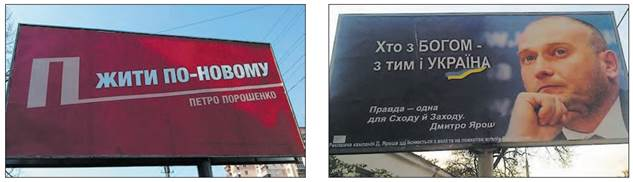 П ЖИТИ ПО-НОВОМУ
ПЕТРО ПОРОШЕНКО
Хто з БОГОМ -
з тим і УКРАЇНА
Правда – одна
для Сходу й Заходу.
Дмитро Ярош